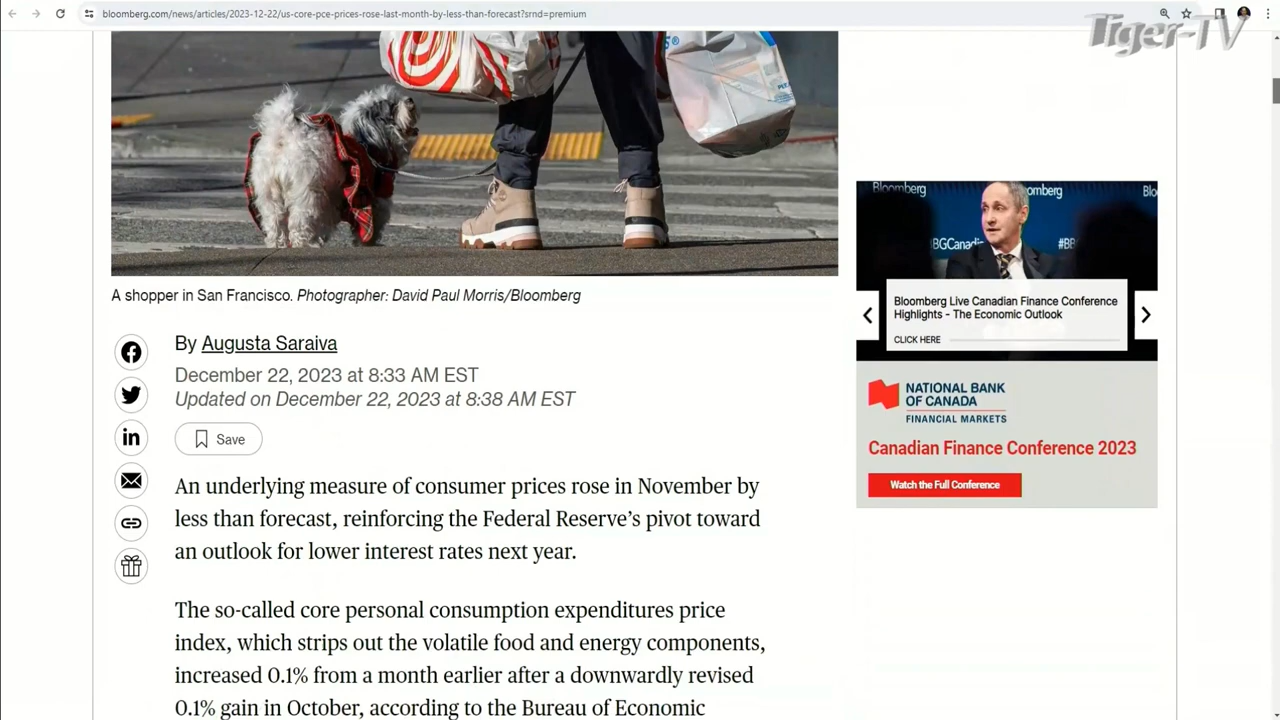 bloomberg.com/news/articles/2023-12-22/us-core-pce-prices-rose-last-month-by-less-than-forecast?srnd=premium
Tiger-TV
A shopper in San Francisco. Photographer: David Paul Morris/Bloomberg
By Augusta Saraiva
December 22, 2023 at 8:33 AM EST
Updated on December 22, 2023 at 8:38 AM EST
Save
An underlying measure of consumer prices rose in November by
less than forecast, reinforcing the Federal Reserve’s pivot toward
an outlook for lower interest rates next year.
The so-called core personal consumption expenditures price
index, which strips out the volatile food and energy components,
increased 0.1% from a month earlier after a downwardly revised
0.1% gain in October, according to the Bureau of Economic
Bloomberg
omberg
Blo
BGCanadi
#BB
Bloomberg Live Canadian Finance Conference
Highlights - The Economic Outlook
CLICK HERE
NATIONAL BANK
OF CANADA
FINANCIAL MARKETS
Canadian Finance Conference 2023
Watch the Full Conference